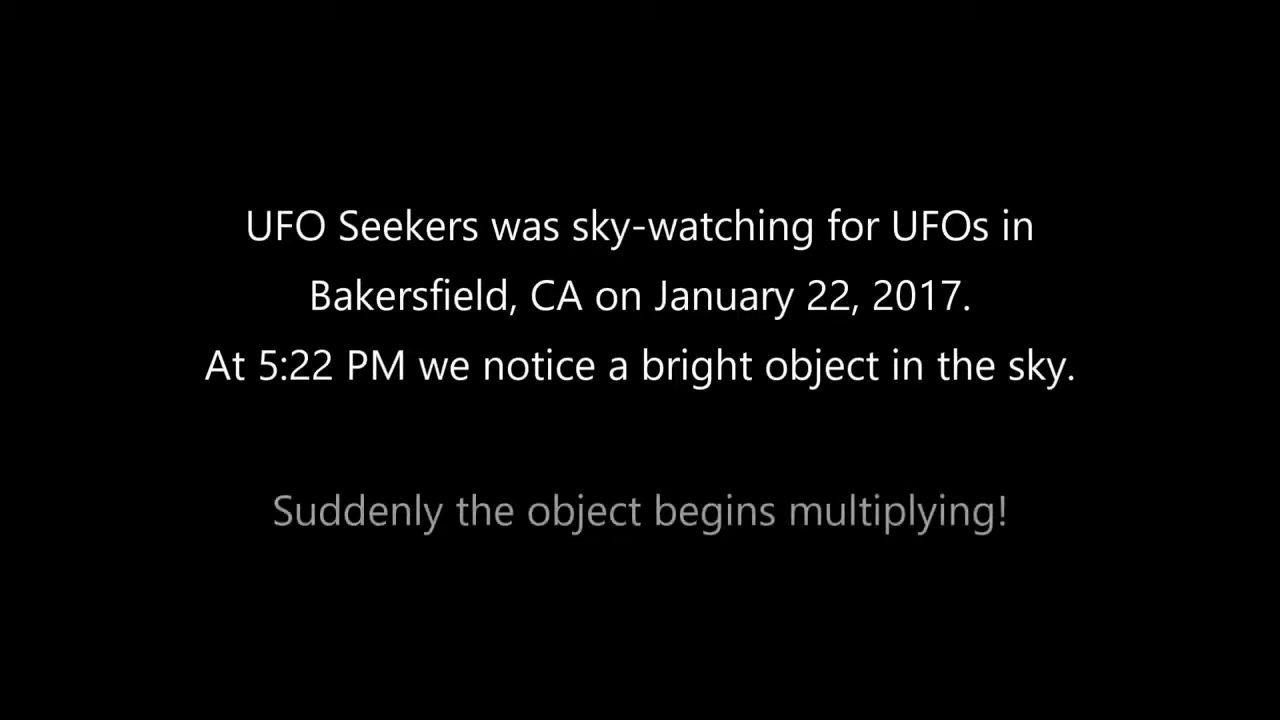 UFO Seekers was sky-watching for UFOs in
Bakersfield, CA on January 22, 2017.
At 5:22 PM we notice a bright object in the sky.
Suddenly the object begins multiplying!